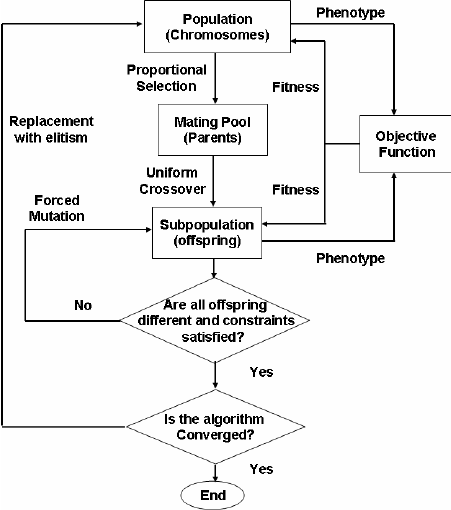 Population
(Chromosomes)
Phenotype
Proportional
Selection
Fitness
Replacement
with elitism
Mating Pool
(Parents)
Objective
Function
Uniform
Crossover
Fitness
Forced
Mutation
Subpopulation
(offspring)
Phenotype
No
Are all offspring
different and constraints
satisfied?
Yes
Is the algorithm
Converged?
Yes
End